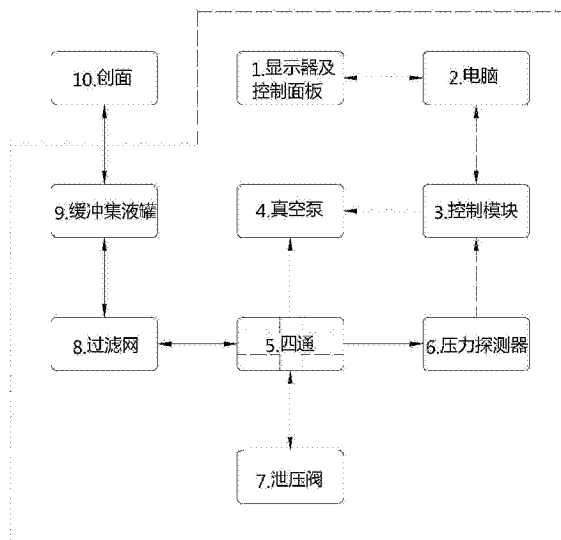 10.创面
1.显示器及
控制面板
2.电脑
9.缓冲集液罐
4.真空泵
3.控制模块
8.过滤网
5.四通
6.压力探测器
7.泄压阀